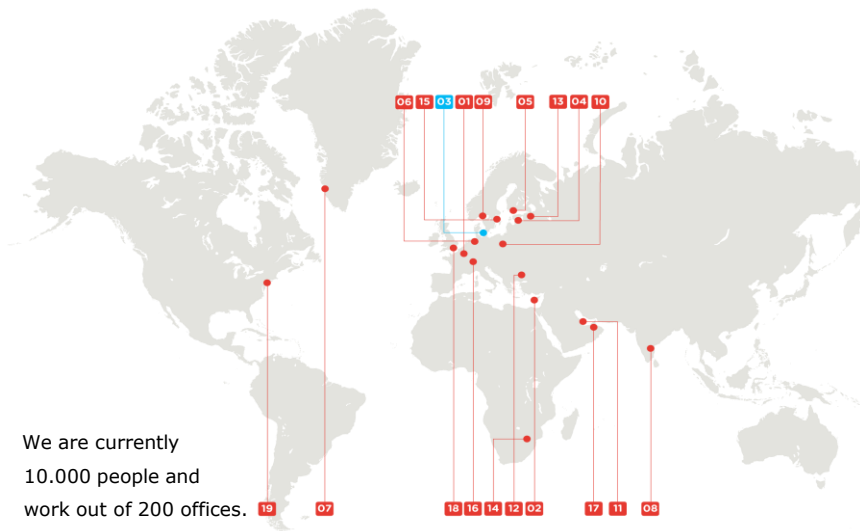 06 15 03 01 09 05 13 04 10
We are currently
10.000 people and
work out of 200 offices.
19 07 18 16 14 12 02 17 11 08